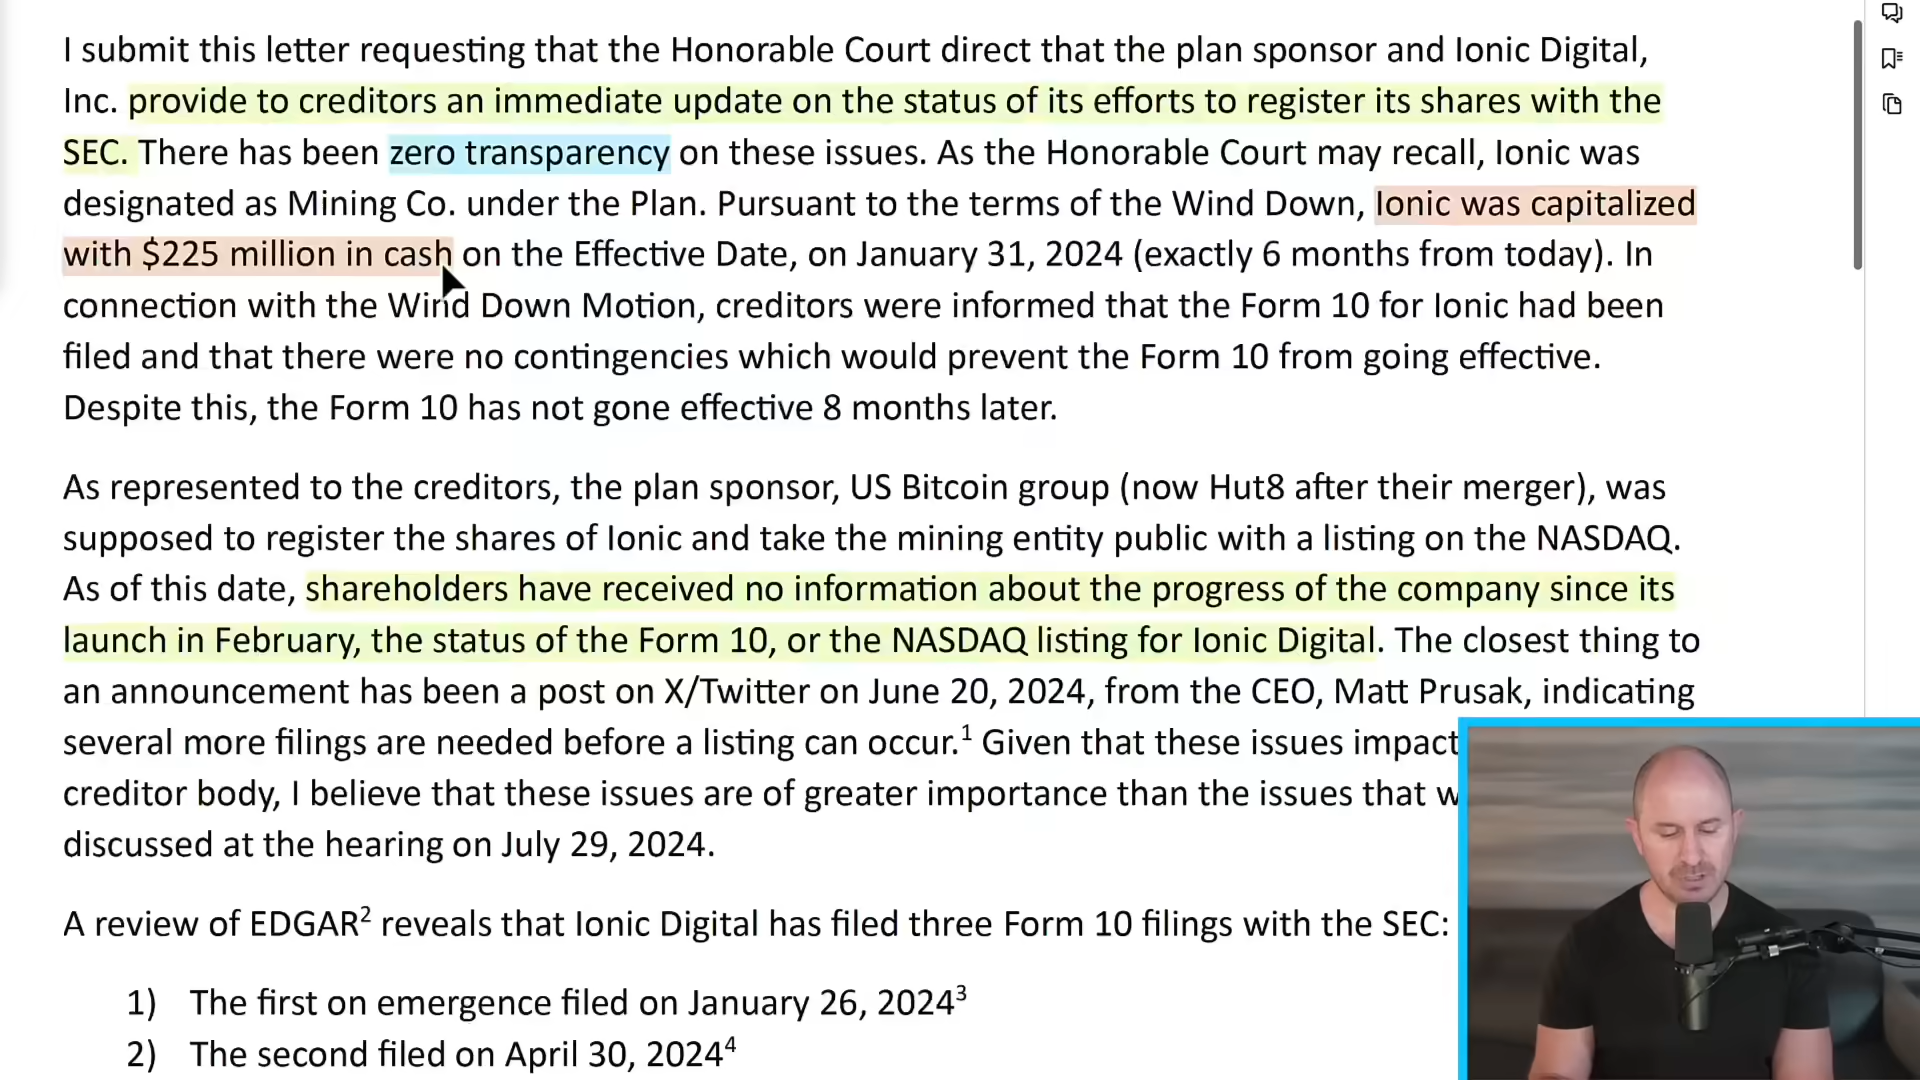 I submit this letter requesting that the Honorable Court direct that the plan sponsor and Ionic Digital,
Inc. provide to creditors an immediate update on the status of its efforts to register its shares with the
SEC. There has been zero transparency on these issues. As the Honorable Court may recall, Ionic was
designated as Mining Co. under the Plan. Pursuant to the terms of the Wind Down, Ionic was capitalized
with $225 million in cash on the Effective Date, on January 31, 2024 (exactly 6 months from today). In
connection with the Wind Down Motion, creditors were informed that the Form 10 for Ionic had been
filed and that there were no contingencies which would prevent the Form 10 from going effective.
Despite this, the Form 10 has not gone effective 8 months later.
As represented to the creditors, the plan sponsor, US Bitcoin group (now Hut8 after their merger), was
supposed to register the shares of Ionic and take the mining entity public with a listing on the NASDAQ.
As of this date, shareholders have received no information about the progress of the company since its
launch in February, the status of the Form 10, or the NASDAQ listing for Ionic Digital. The closest thing to
an announcement has been a post on X/Twitter on June 20, 2024, from the CEO, Matt Prusak, indicating
several more filings are needed before a listing can occur.1 Given that these issues impact
creditor body, I believe that these issues are of greater importance than the issues that
discussed at the hearing on July 29, 2024.
A review of EDGAR2 reveals that Ionic Digital has filed three Form 10 filings with the SEC:
1) The first on emergence filed on January 26, 20243
2) The second filed on April 30, 20244